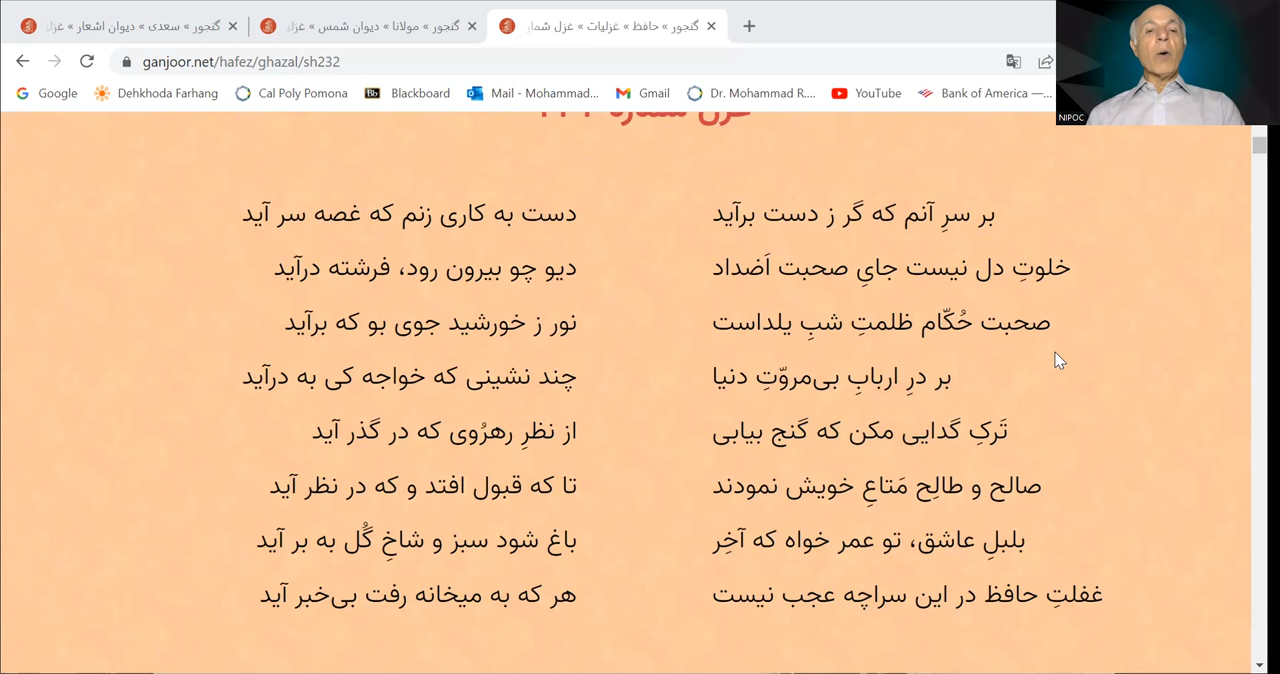 گنجور » سعدی » دیوان اشعار » غزل
گنجور » مولانا » دیوان شمس » غزل
گنجور » حافظ » غزلیات » غزل شمار
ganjoor.net/hafez/ghazal/sh232
Google Dehkhoda Farhang Cal Poly Pomona Bb Blackboard Mail - Mohammad... Gmail Dr. Mohammad R.... YouTube Bank of America —...
NIPOC
بر سرِ آنم که گر ز دست برآید
دست به کاری زنم که غصه سر آید
خلوتِ دل نیست جایِ صحبت اَضداد
دیو چو بیرون رود، فرشته درآید
صحبت حُکّام ظلمتِ شبِ یلداست
نور ز خورشید جوی بو که برآید
بر درِ اربابِ بی‌مروّتِ دنیا
چند نشینی که خواجه کی به درآید
تَرکِ گدایی مکن که گنج بیابی
از نظرِ رهرُوی که در گذر آید
صالح و طالِح مَتاعِ خویش نمودند
تا که قبول افتد و که در نظر آید
بلبلِ عاشق، تو عمر خواه که آخِر
باغ شود سبز و شاخِ گُل به بر آید
غفلتِ حافظ در این سراچه عجب نیست
هر که به میخانه رفت بی‌خبر آید